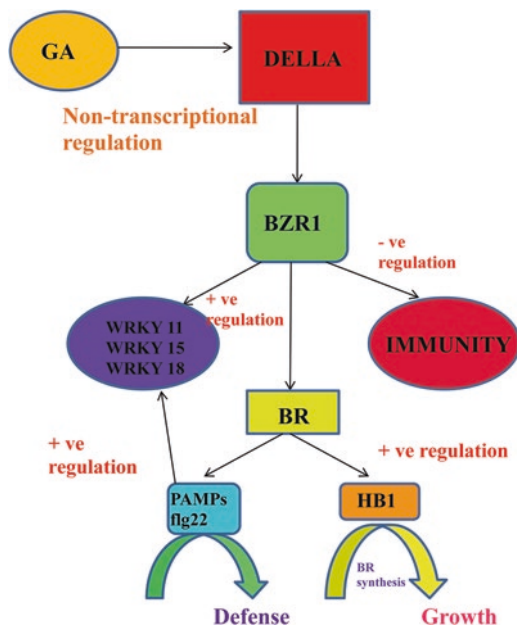 GA
DELLA
Non-transcriptional
regulation
BZR1
- ve
regulation
+ ve
regulation
WRKY 11
WRKY 15
WRKY 18
IMMUNITY
BR
+ ve
regulation
+ ve regulation
PAMPs
flg22
HB1
BR
synthesis
Defense
Growth